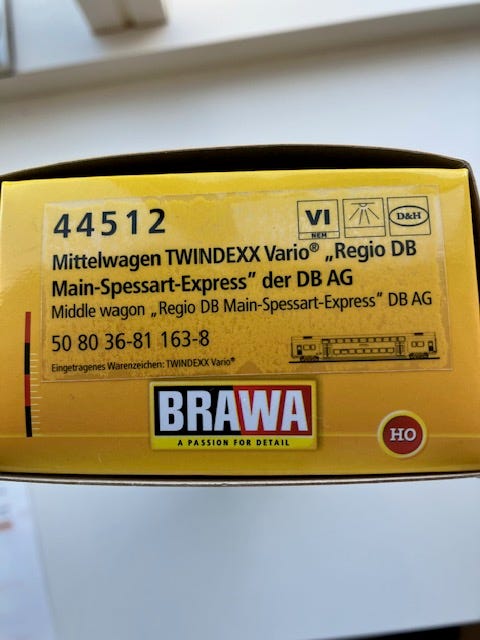 44512
VI
NEM
D&H
Mittelwagen TWINDEXX Vario® „Regio DB
Main-Spessart-Express” der DB AG
Middle wagon „Regio DB Main-Spessart-Express” DB AG
50 80 36-81 163-8
Eingetragenes Warenzeichen: TWINDEXX Vario®
BRAWA
A PASSION FOR DETAIL
HO